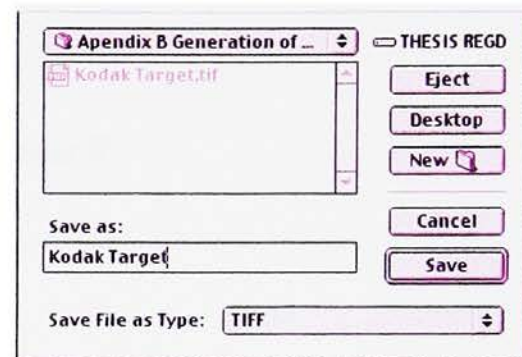 Apendix B Generation of ...
THESIS REGD
Kodak Target.tif
Eject
Desktop
New
Save as:
Kodak Target
Cancel
Save
Save File as Type: TIFF